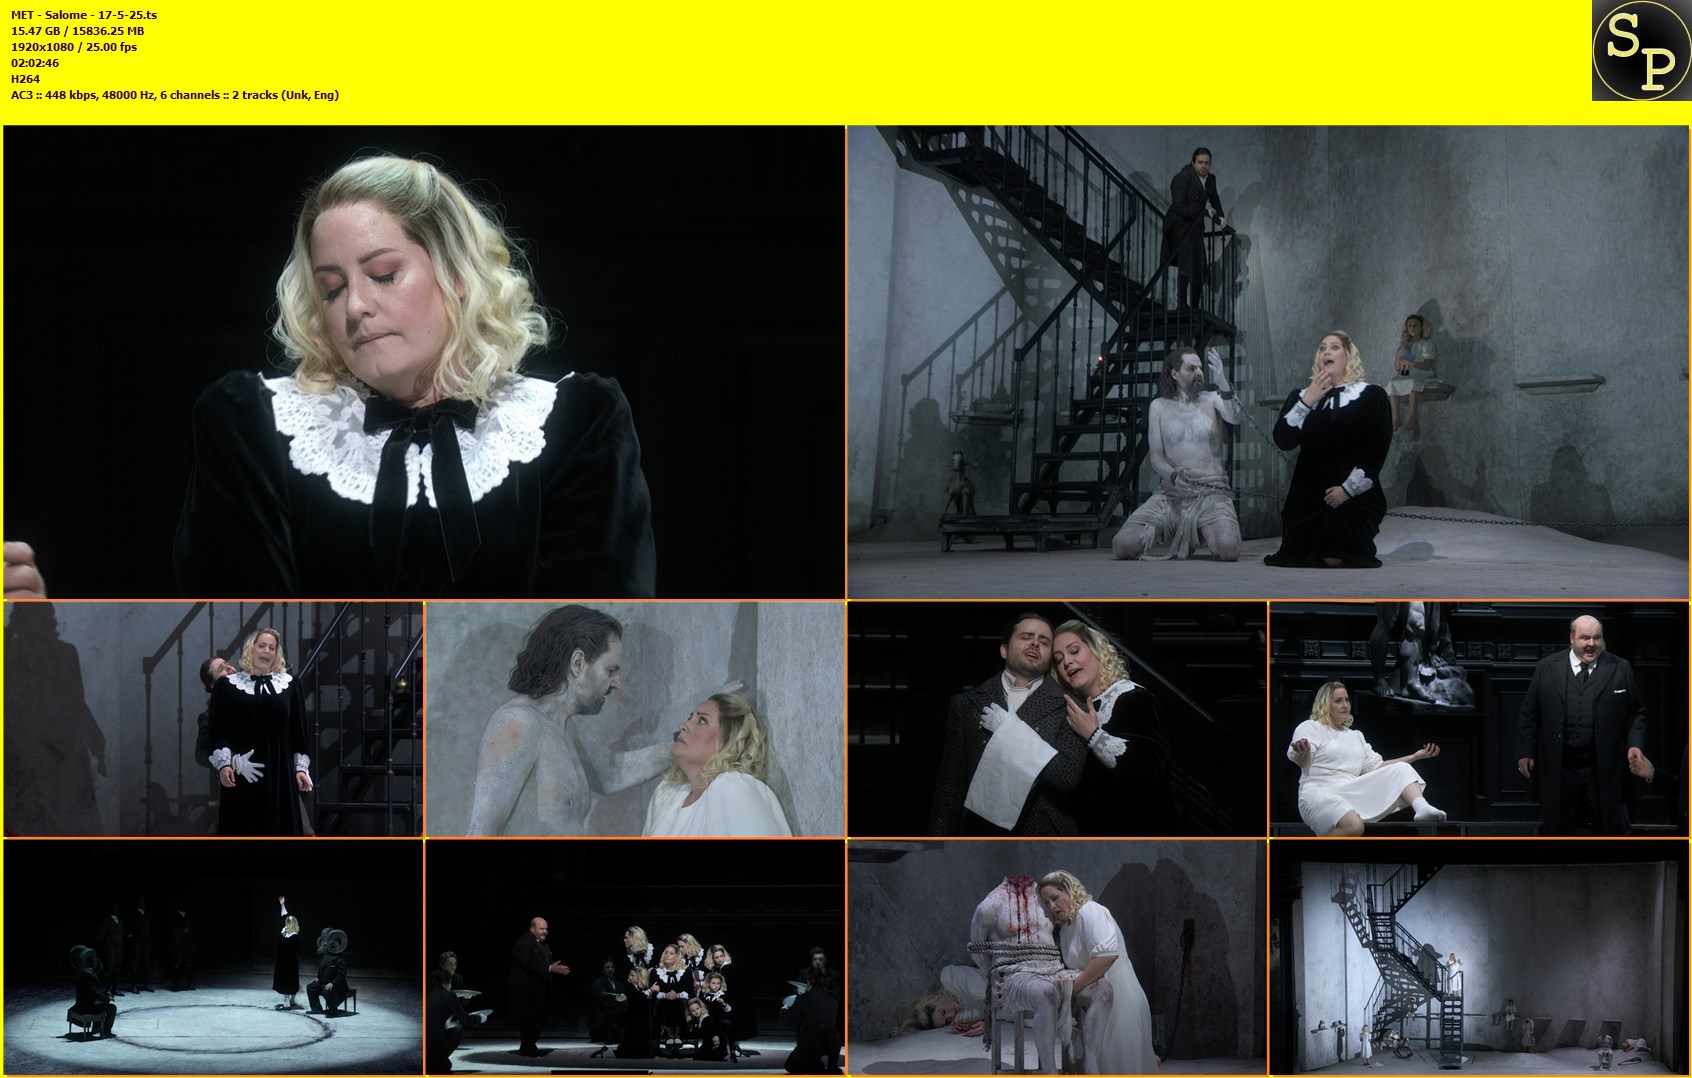 MET - Salome - 17-5-25.ts
15.47 GB / 15836.25 MB
1920x1080 / 25.00 fps
02:02:46
H264
AC3 :: 448 kbps, 48000 Hz, 6 channels :: 2 tracks (Unk, Eng)
SP